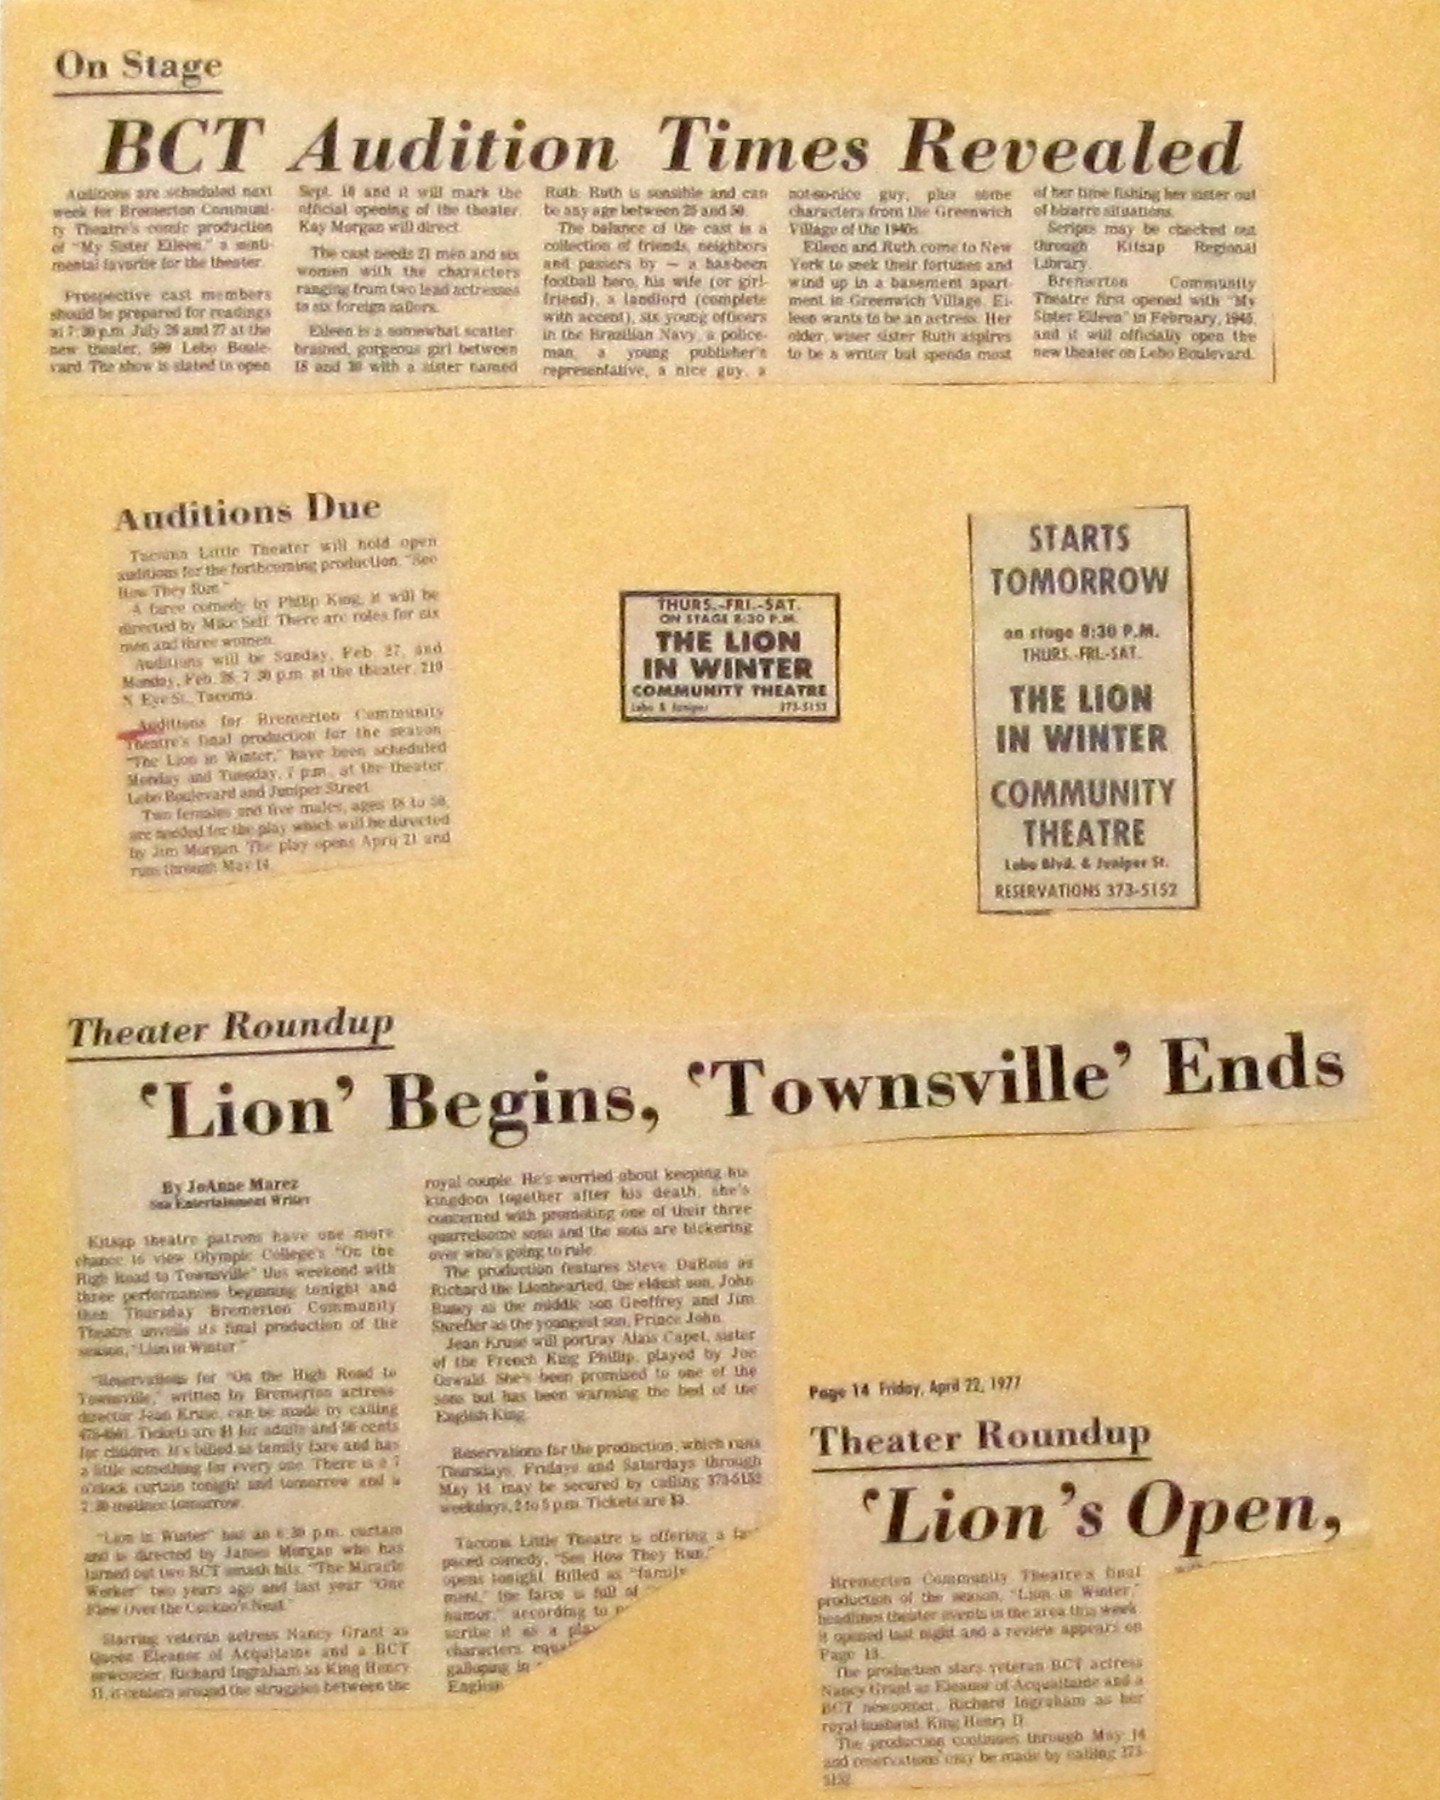 On Stage
BCT Audition Times Revealed
Auditions are scheduled next
week for Bremerton Communi-
ty Theatre's comic production
of "My Sister Eileen," a senti-
mental favorite for the theater.
Prospective cast members
should be prepared for readings
at 7:30 p.m. July 26 and 27 at the
new theater, 599 Lebo Boule-
vard. The show is slated to open
Sept. 10 and it will mark the
official opening of the theater.
Kay Morgan will direct.
The cast needs 21 men and six
women with the characters
ranging from two lead actresses
to six foreign sailors.
Eileen is a somewhat scatter-
brained, gorgeous girl between
18 and 30 with a sister named
Ruth. Ruth is sensible and can
be any age between 25 and 50.
The balance of the cast is a
collection of friends, neighbors
and passers by — a has-been
football hero, his wife (or girl-
friend), a landlord (complete
with accent), six young officers
in the Brazilian Navy, a police-
man, a young publisher's
representative, a nice guy, a
not-so-nice guy, plus some
characters from the Greenwich
Village of the 1940s.
Eileen and Ruth come to New
York to seek their fortunes and
wind up in a basement apart-
ment in Greenwich Village. Ei-
leen wants to be an actress. Her
older, wiser sister Ruth aspires
to be a writer but spends most
of her time fishing her sister out
of bizarre situations.
Scripts may be checked out
through Kitsap Regional
Library.
Bremerton Community
Theatre first opened with "My
Sister Eileen" in February, 1945,
and it will officially open the
new theater on Lebo Boulevard.
Auditions Due
Tacoma Little Theater will hold open
auditions for the forthcoming production, "See
How They Run."
A farce comedy by Philip King, it will be
directed by Mike Self. There are roles for six
men and three women.
Auditions will be Sunday, Feb. 27, and
Monday, Feb. 28, 7:30 p.m. at the theater, 210
N. Eye St., Tacoma.
Auditions for Bremerton Community
Theatre's final production for the season,
"The Lion in Winter," have been scheduled
Monday and Tuesday, 7 p.m. at the theater,
Lebo Boulevard and Juniper Street.
Two females and five males, ages 18 to 50,
are needed for the play which will be directed
by Jim Morgan. The play opens April 21 and
runs through May 14.
THURS.-FRI.-SAT.
ON STAGE 8:30 P.M.
THE LION
IN WINTER
COMMUNITY THEATRE
Lebo & Juniper 373-5152
STARTS
TOMORROW
on stage 8:30 P.M.
THURS.-FRI.-SAT.
THE LION
IN WINTER
COMMUNITY
THEATRE
Lebo Blvd. & Juniper St.
RESERVATIONS 373-5152
Theater Roundup
'Lion' Begins, 'Townsville' Ends
By JoAnne Marez
Sun Entertainment Writer
Kitsap theatre patrons have one more
chance to view Olympic College's "On the
High Road to Townsville" this weekend with
three performances beginning tonight and
then Thursday Bremerton Community
Theatre unveils its final production of the
season, "Lion in Winter."
"Reservations for "On the High Road to
Townsville," written by Bremerton actress-
director Jean Kruse, can be made by calling
Tickets are $1 for adults and 50 cents
for children. It's billed as family fare and has
a little something for every one. There is a 7
o'clock curtain tonight and tomorrow and a
2:30 matinee tomorrow.
"Lion in Winter" has an 8:30 p.m. curtain
and is directed by James Morgan who has
turned out two BCT smash hits, "The Miracle
Worker" two years ago and last year "One
Flew Over the Cuckoo's Nest."
Starring veteran actress Nancy Grant as
Queen Eleanor of Acquitaine and a BCT
newcomer, Richard Ingraham as King Henry
II, it centers around the struggles between the
royal couple. He's worried about keeping his
kingdom together after his death, she's
concerned with promoting one of their three
quarrelsome sons and the sons are bickering
over who's going to rule.
The production features Steve DuBois as
Richard the Lionhearted, the eldest son, John
as the middle son Geoffrey and Jim
Shrefler as the youngest son, Prince John.
Jean Kruse will portray Alais Capet, sister
of the French King Phillip, played by Joe
Oswald. She's been promised to one of the
sons but has been warming the bed of the
English King.
Reservations for the production, which runs
Thursdays, Fridays and Saturdays through
May 14, may be secured by calling 373-5152
weekdays, 2 to 5 p.m. Tickets are $3.
Tacoma Little Theatre is offering a fast
paced comedy, "See How They Run,"
opens tonight. Billed as "family
ment," the farce is full of
humor," according to
scribe it as a play
characters,
galloping in
English
Page 14 Friday, April 22, 1977
Theater Roundup
'Lion's Open,
Bremerton Community Theatre's final
production of the season, "Lion in Winter,"
headlines theater events in the area this week.
It opened last night and a review appears on
Page 13.
The production stars veteran BCT actress
Nancy Grant as Eleanor of Acquaitaine and a
BCT newcomer, Richard Ingraham as her
royal husband, King Henry II.
The production continues through May 14
and reservations may be made by calling 373-
5152.